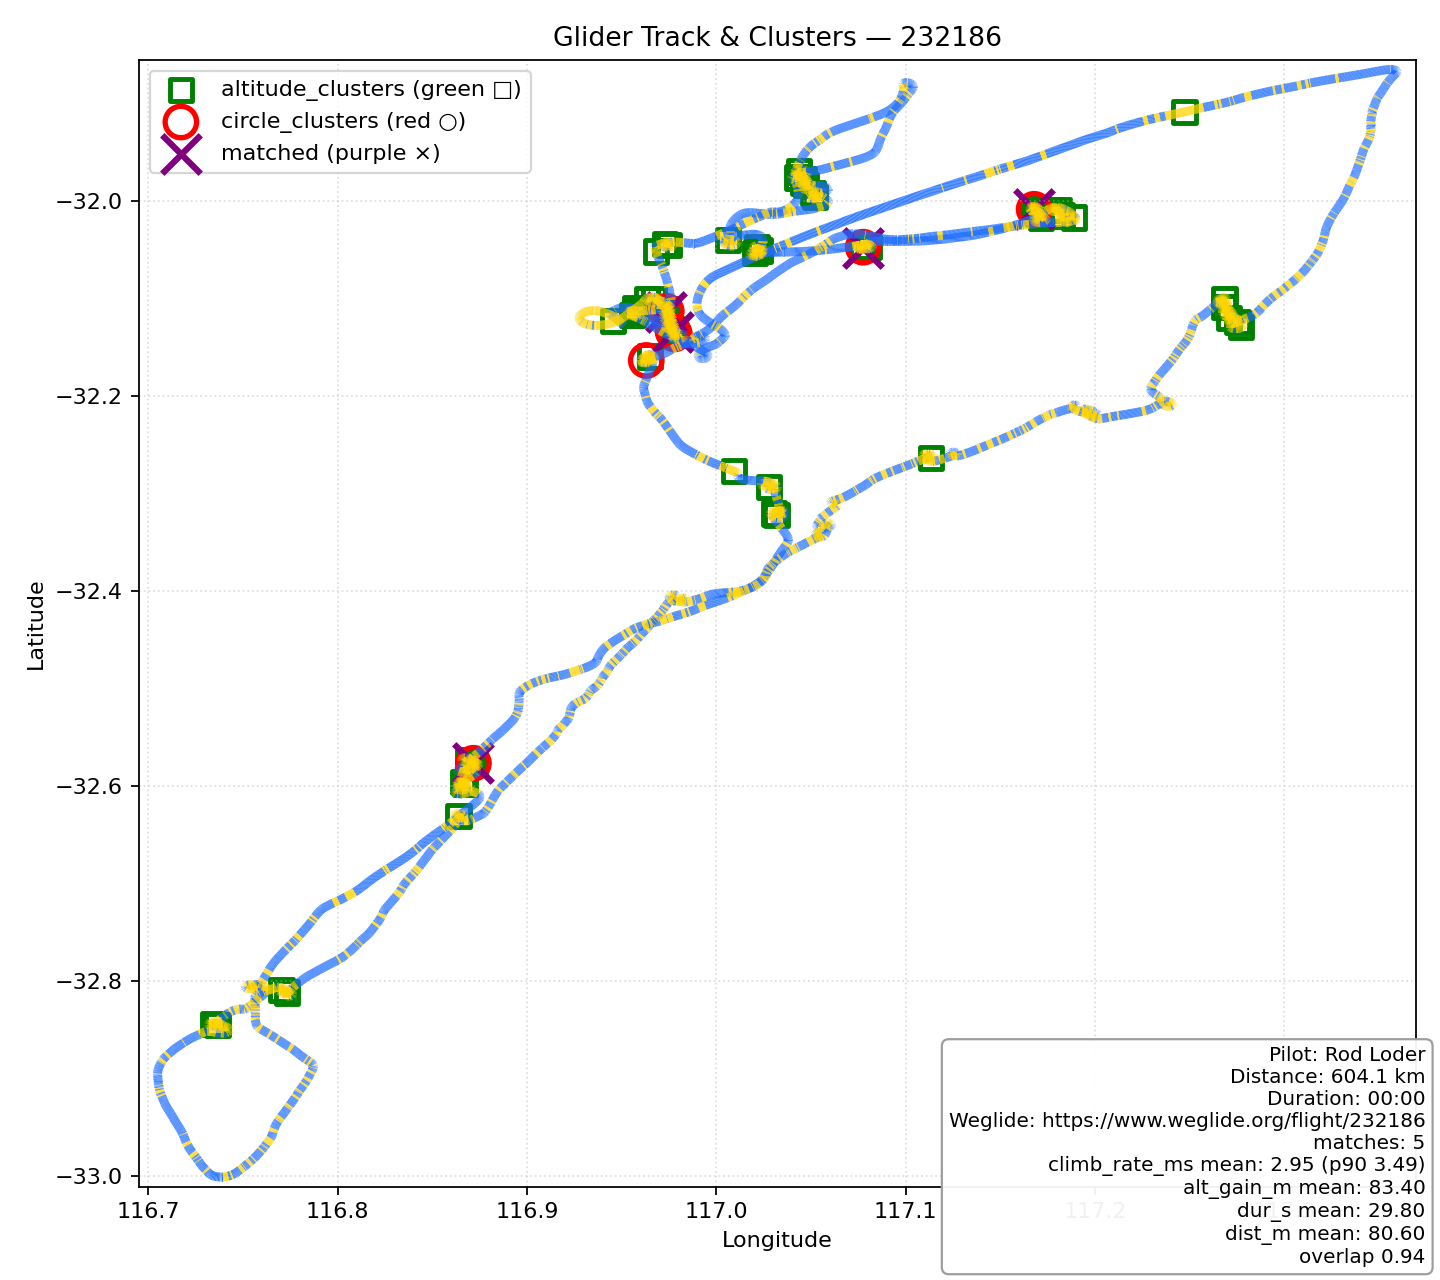 Glider Track & Clusters — 232186
altitude_clusters (green □)
circle_clusters (red ○)
matched (purple ×)
Latitude
−32.0
−32.2
−32.4
−32.6
−32.8
−33.0
116.7
116.8
116.9
117.0
117.1
117.2
Longitude
Pilot: Rod Loder
Distance: 604.1 km
Duration: 00:00
Weglide: https://www.weglide.org/flight/232186
matches: 5
climb_rate_ms mean: 2.95 (p90 3.49)
alt_gain_m mean: 83.40
dur_s mean: 29.80
dist_m mean: 80.60
overlap 0.94